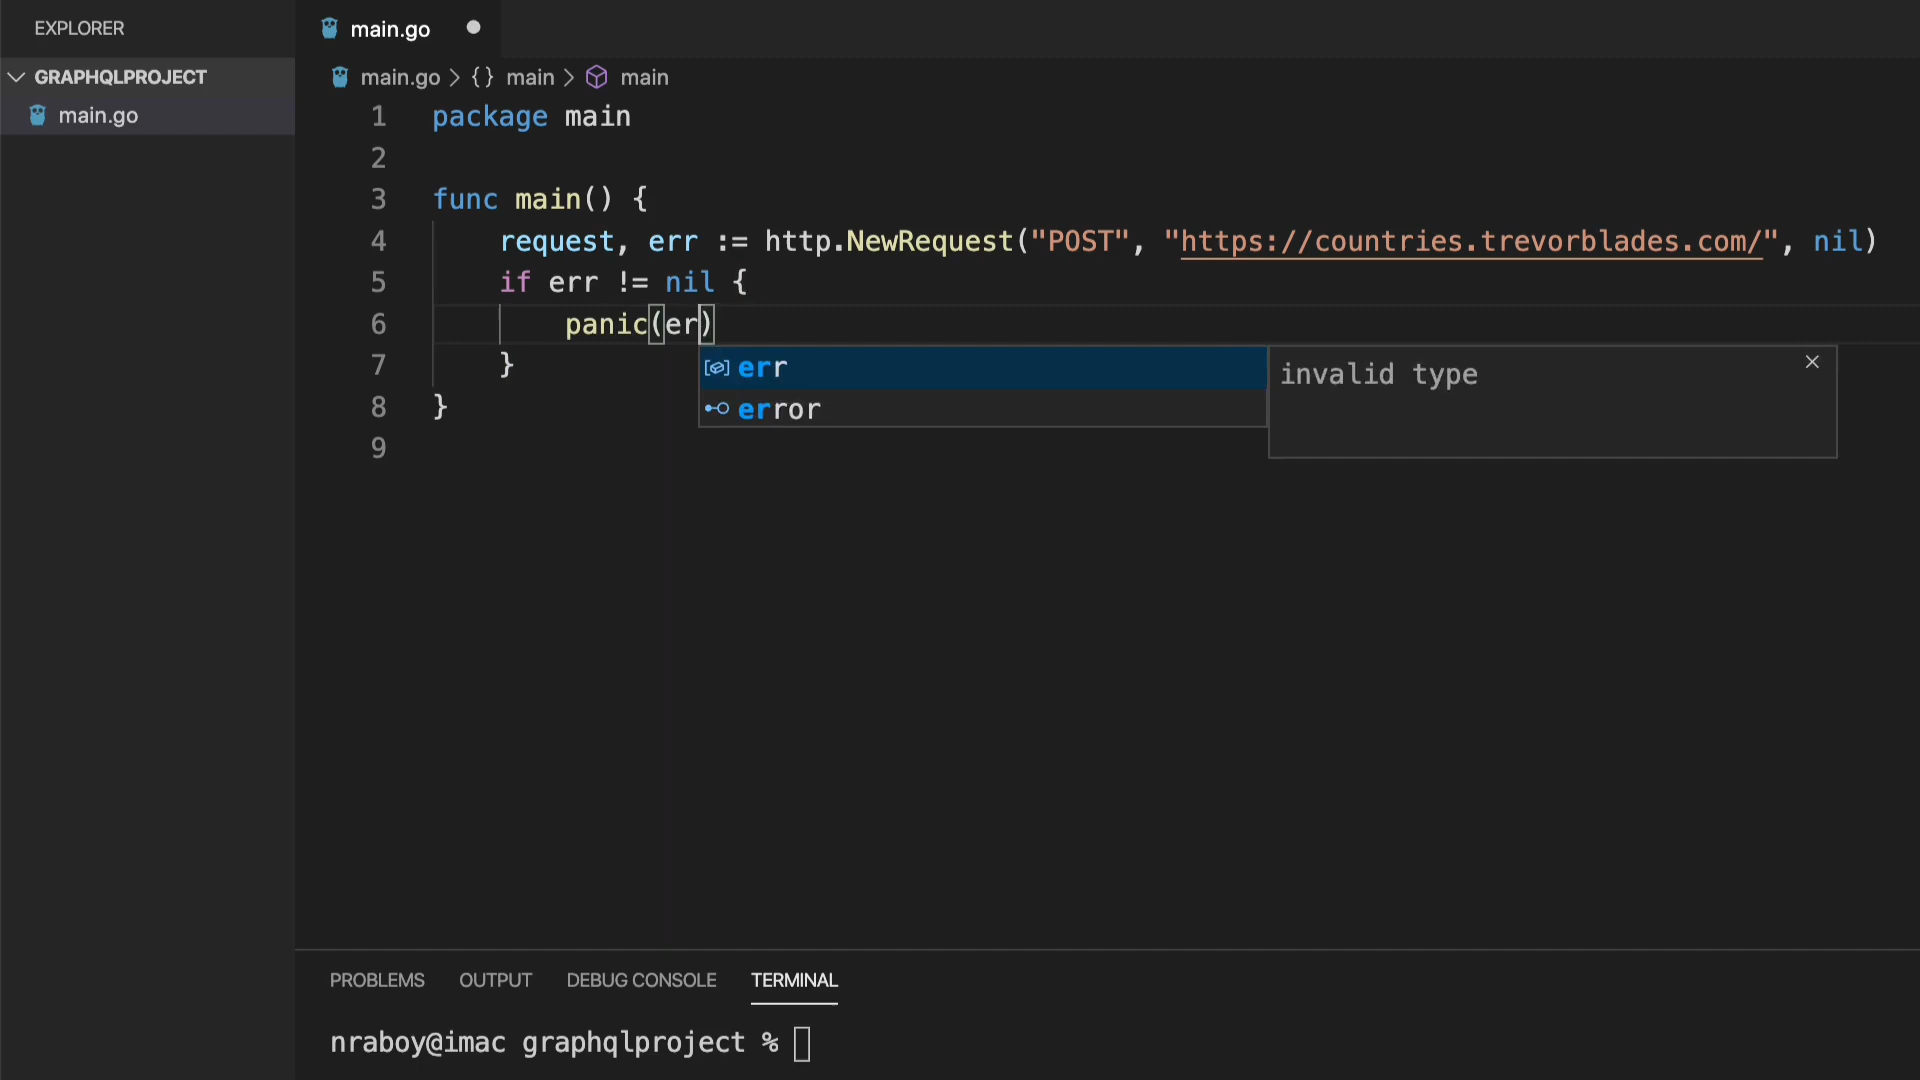 EXPLORER
GRAPHQLPROJECT
main.go
main.go
main.go > {} main > main
1 package main
2
3 func main() {
4 request, err := http.NewRequest("POST", "https://countries.trevorblades.com/", nil)
5 if err != nil {
6 panic(er)
7 }
8 }
9
err
error
invalid type
PROBLEMS OUTPUT DEBUG CONSOLE TERMINAL
nraboy@imac graphqlproject %